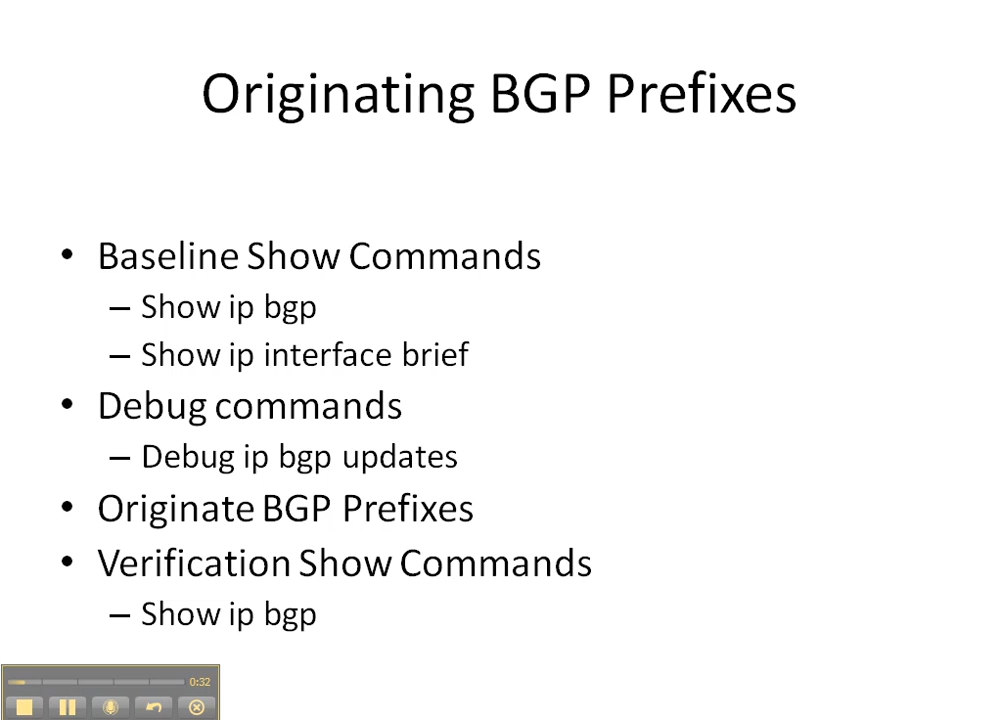 Originating BGP Prefixes
• Baseline Show Commands
– Show ip bgp
– Show ip interface brief
• Debug commands
– Debug ip bgp updates
• Originate BGP Prefixes
• Verification Show Commands
– Show ip bgp
0:32